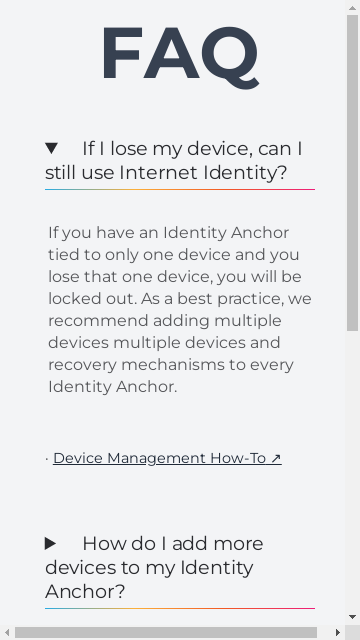 FAQ
▼ If I lose my device, can I
still use Internet Identity?
If you have an Identity Anchor
tied to only one device and you
lose that one device, you will be
locked out. As a best practice, we
recommend adding multiple
devices multiple devices and
recovery mechanisms to every
Identity Anchor.
· Device Management How-To ↗
▶ How do I add more
devices to my Identity
Anchor?